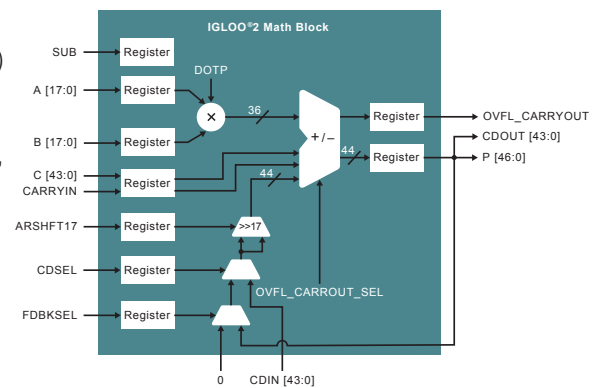 IGLOO®2 Math Block
SUB
Register
DOTP
A [17:0]
Register
×
36
B [17:0]
Register
+/−
Register
OVFL_CARRYOUT
CDOUT [43:0]
44
Register
P [46:0]
C [43:0]
CARRYIN
Register
44
ARSHFT17
Register
>>17
CDSEL
Register
OVFL_CARROUT_SEL
FDBKSEL
Register
0
CDIN [43:0]